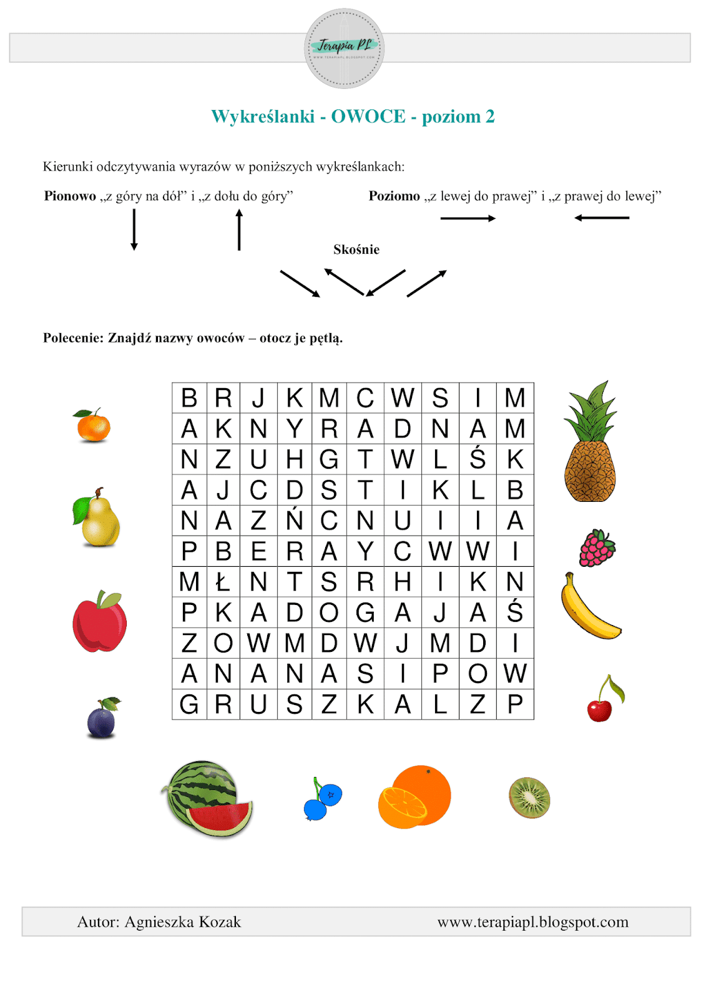 Terapia PL
WWW.TERAPIAPL.BLOGSPOT.COM
Wykreślanki - OWOCE - poziom 2
Kierunki odczytywania wyrazów w poniższych wykreślankach:
Pionowo „z góry na dół” i „z dołu do góry” Poziomo „z lewej do prawej” i „z prawej do lewej”
Skośnie
Polecenie: Znajdź nazwy owoców – otocz je pętlą.
B R J K M C W S I M
A K N Y R A D N A M
N Z U H G T W L Ś K
A J C D S T I K L B
N A Z Ń C N U I I A
P B E R A Y C W W I
M Ł N T S R H I K N
P K A D O G A J A Ś
Z O W M D W J M D I
A N A N A S I P O W
G R U S Z K A L Z P
Autor: Agnieszka Kozak www.terapiapl.blogspot.com